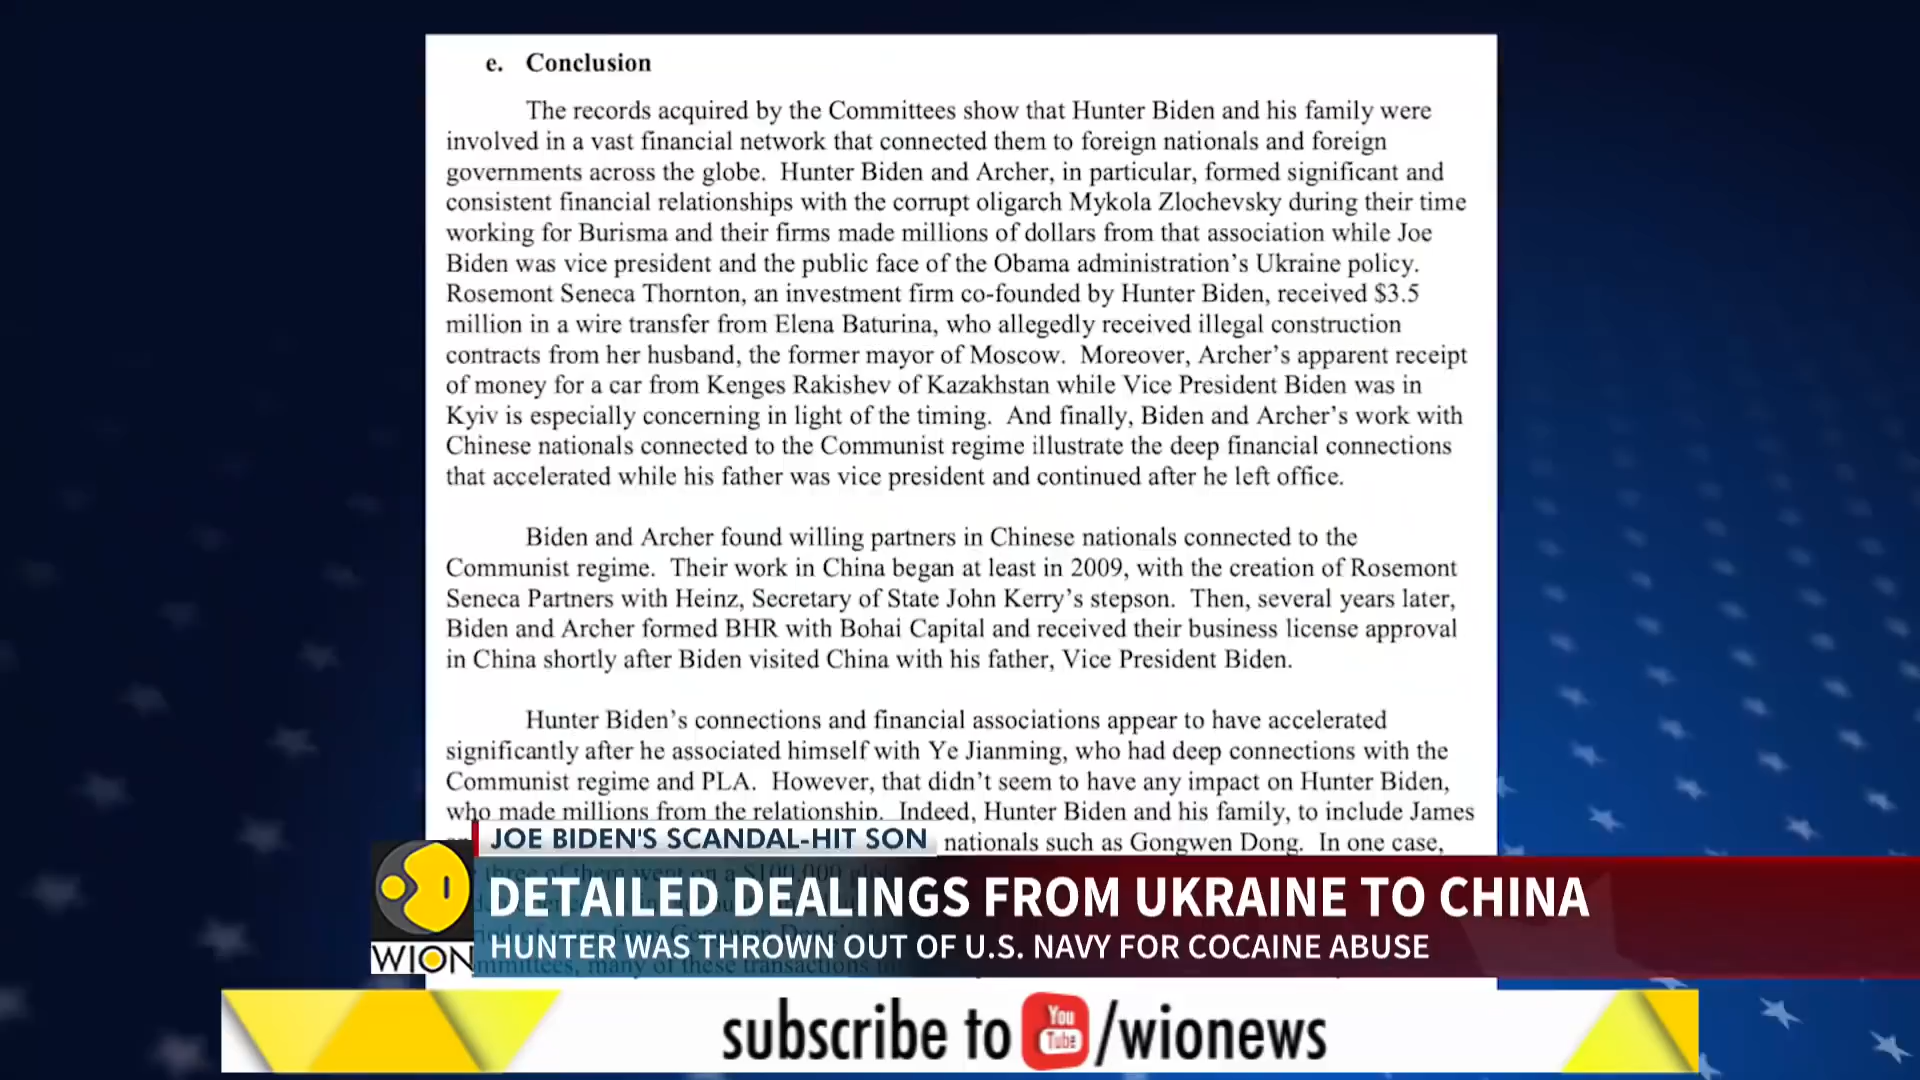 e. Conclusion
The records acquired by the Committees show that Hunter Biden and his family were
involved in a vast financial network that connected them to foreign nationals and foreign
governments across the globe. Hunter Biden and Archer, in particular, formed significant and
consistent financial relationships with the corrupt oligarch Mykola Zlochevsky during their time
working for Burisma and their firms made millions of dollars from that association while Joe
Biden was vice president and the public face of the Obama administration's Ukraine policy.
Rosemont Seneca Thornton, an investment firm co-founded by Hunter Biden, received $3.5
million in a wire transfer from Elena Baturina, who allegedly received illegal construction
contracts from her husband, the former mayor of Moscow. Moreover, Archer's apparent receipt
of money for a car from Kenges Rakishev of Kazakhstan while Vice President Biden was in
Kyiv is especially concerning in light of the timing. And finally, Biden and Archer's work with
Chinese nationals connected to the Communist regime illustrate the deep financial connections
that accelerated while his father was vice president and continued after he left office.
Biden and Archer found willing partners in Chinese nationals connected to the
Communist regime. Their work in China began at least in 2009, with the creation of Rosemont
Seneca Partners with Heinz, Secretary of State John Kerry's stepson. Then, several years later,
Biden and Archer formed BHR with Bohai Capital and received their business license approval
in China shortly after Biden visited China with his father, Vice President Biden.
Hunter Biden's connections and financial associations appear to have accelerated
significantly after he associated himself with Ye Jianming, who had deep connections with the
Communist regime and PLA. However, that didn't seem to have any impact on Hunter Biden,
who made millions from the relationship. Indeed, Hunter Biden and his family, to include James
nationals such as Gongwen Dong. In one case,
three of them went on a $100,000
many of these transactions
JOE BIDEN'S SCANDAL-HIT SON
DETAILED DEALINGS FROM UKRAINE TO CHINA
HUNTER WAS THROWN OUT OF U.S. NAVY FOR COCAINE ABUSE
WION
subscribe to You Tube /wionews